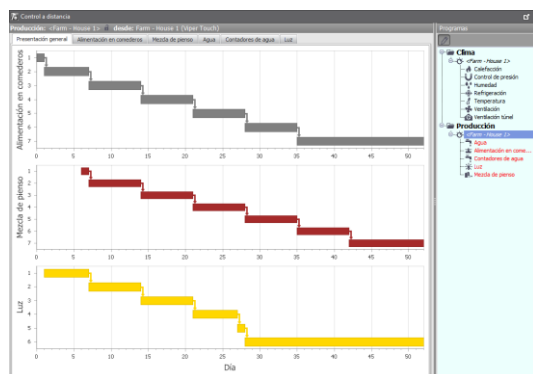 Control a distancia
Producción: <Farm - House 1> desde: Farm - House 1 (Viper Touch)
Presentación general Alimentación en comederos Mezcla de pienso Agua Contadores de agua Luz
Alimentación en comederos
1
2
3
4
5
6
7
0 5 10 15 20 25 30 35 40 45 50
Mezcla de pienso
1
2
3
4
5
6
7
0 5 10 15 20 25 30 35 40 45 50
Luz
1
2
3
4
5
6
0 5 10 15 20 25 30 35 40 45 50
Día
Programas
Clima
<Farm - House 1>
Calefacción
Control de presión
Humedad
Refrigeración
Temperatura
Ventilación
Ventilación túnel
Producción
<Farm - House 1>
Agua
Alimentación en come...
Contadores de agua
Luz
Mezcla de pienso